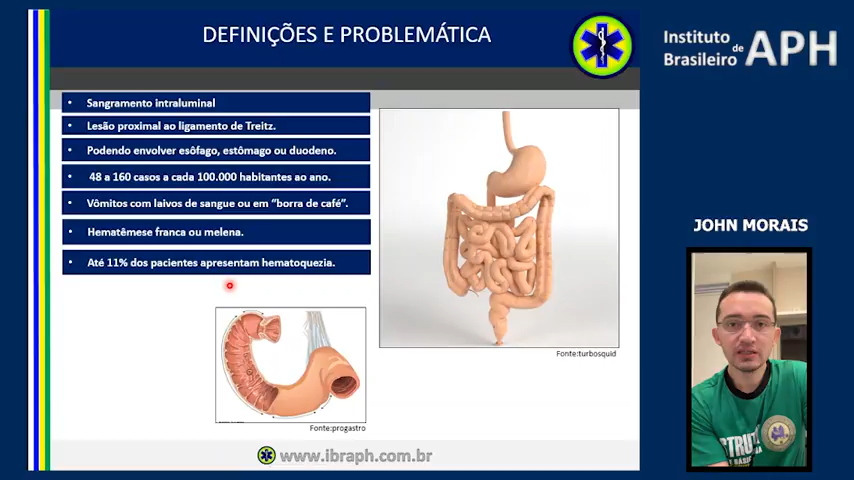 DEFINIÇÕES E PROBLEMÁTICA
Instituto
Brasileiro
de
APH
• Sangramento intraluminal
• Lesão proximal ao ligamento de Treitz.
• Podendo envolver esôfago, estômago ou duodeno.
• 48 a 160 casos a cada 100.000 habitantes ao ano.
• Vômitos com laivos de sangue ou em “borra de café”.
• Hematêmese franca ou melena.
• Até 11% dos pacientes apresentam hematoquezia.
JOHN MORAIS
Fonte:turbosquid
Fonte:progastro
www.ibraph.com.br